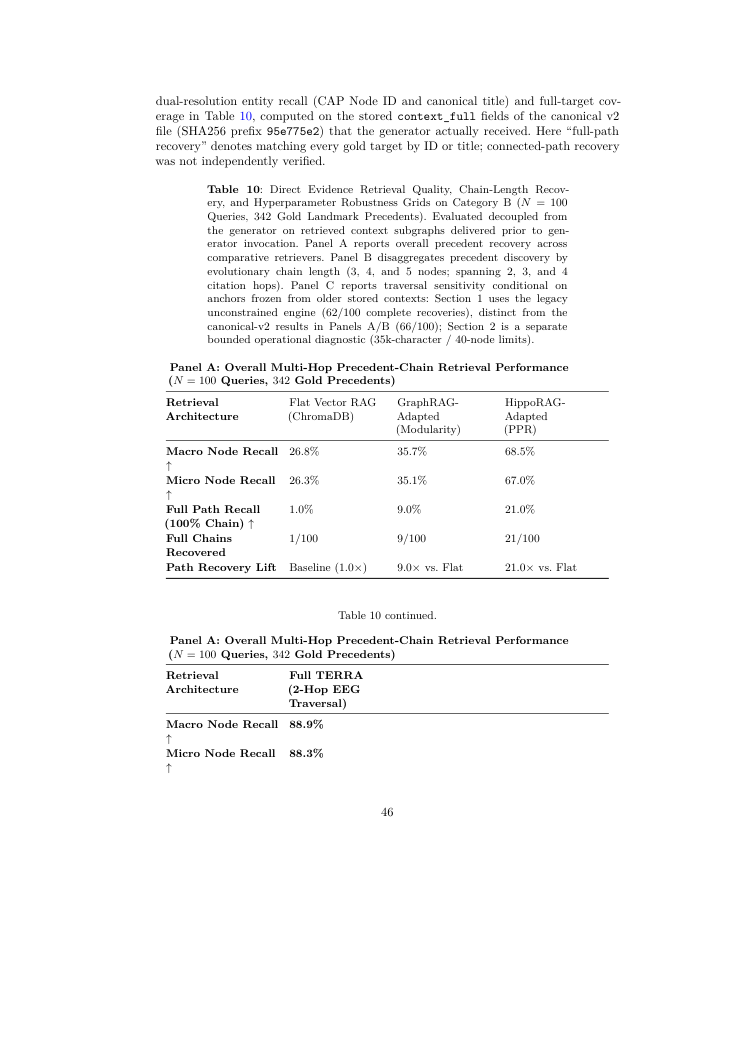 dual-resolution entity recall (CAP Node ID and canonical title) and full-target cov-
erage in Table 10, computed on the stored context_full fields of the canonical v2
file (SHA256 prefix 95e775e2) that the generator actually received. Here “full-path
recovery” denotes matching every gold target by ID or title; connected-path recovery
was not independently verified.
Table 10: Direct Evidence Retrieval Quality, Chain-Length Recov-
ery, and Hyperparameter Robustness Grids on Category B (N = 100
Queries, 342 Gold Landmark Precedents). Evaluated decoupled from
the generator on retrieved context subgraphs delivered prior to gen-
erator invocation. Panel A reports overall precedent recovery across
comparative retrievers. Panel B disaggregates precedent discovery by
evolutionary chain length (3, 4, and 5 nodes; spanning 2, 3, and 4
citation hops). Panel C reports traversal sensitivity conditional on
anchors frozen from older stored contexts: Section 1 uses the legacy
unconstrained engine (62/100 complete recoveries), distinct from the
canonical-v2 results in Panels A/B (66/100); Section 2 is a separate
bounded operational diagnostic (35k-character / 40-node limits).
Panel A: Overall Multi-Hop Precedent-Chain Retrieval Performance
(N = 100 Queries, 342 Gold Precedents)
Retrieval Flat Vector RAG GraphRAG- HippoRAG-
Architecture (ChromaDB) Adapted Adapted
(Modularity) (PPR)
Macro Node Recall 26.8% 35.7% 68.5%
↑
Micro Node Recall 26.3% 35.1% 67.0%
↑
Full Path Recall 1.0% 9.0% 21.0%
(100% Chain) ↑
Full Chains 1/100 9/100 21/100
Recovered
Path Recovery Lift Baseline (1.0×) 9.0× vs. Flat 21.0× vs. Flat
Table 10 continued.
Panel A: Overall Multi-Hop Precedent-Chain Retrieval Performance
(N = 100 Queries, 342 Gold Precedents)
Retrieval Full TERRA
Architecture (2-Hop EEG
Traversal)
Macro Node Recall 88.9%
↑
Micro Node Recall 88.3%
↑
46